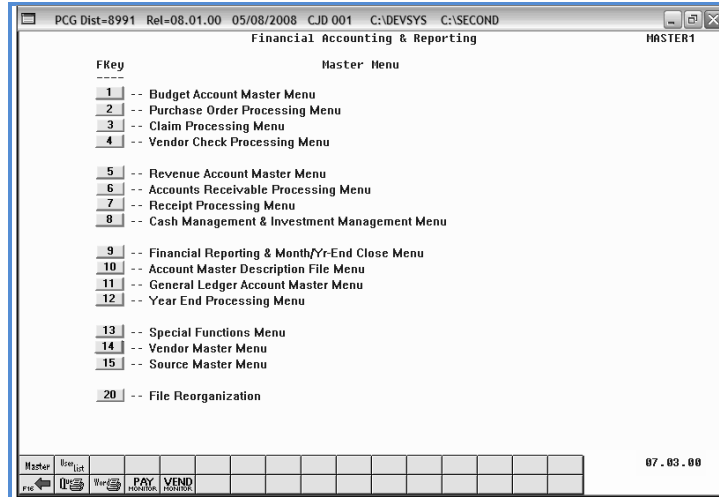 PCG Dist=8991 Rel=08.01.00 05/08/2008 CJD 001 C:\DEVSYS C:\SECOND
Financial Accounting & Reporting MASTER1
FKey Master Menu
----
1 -- Budget Account Master Menu
2 -- Purchase Order Processing Menu
3 -- Claim Processing Menu
4 -- Vendor Check Processing Menu
5 -- Revenue Account Master Menu
6 -- Accounts Receivable Processing Menu
7 -- Receipt Processing Menu
8 -- Cash Management & Investment Management Menu
9 -- Financial Reporting & Month/Yr-End Close Menu
10 -- Account Master Description File Menu
11 -- General Ledger Account Master Menu
12 -- Year End Processing Menu
13 -- Special Functions Menu
14 -- Vendor Master Menu
15 -- Source Master Menu
20 -- File Reorganization
Master User List 07.03.00
F16 Que Wor PAY MONITOR VEND MONITOR